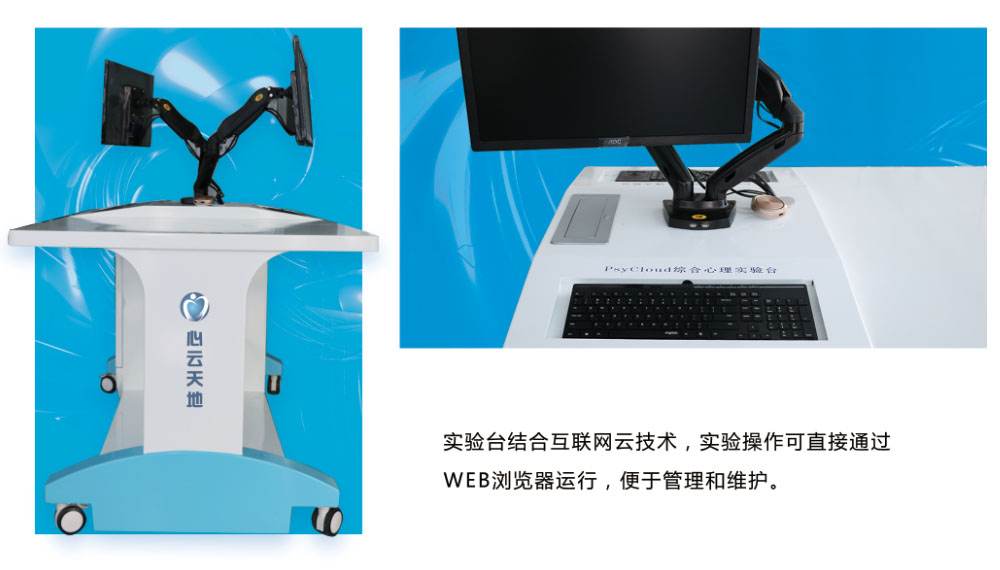 心云天地
AOC
PsyCloud综合心理实验台
实验台结合互联网云技术，实验操作可直接通过
WEB浏览器运行，便于管理和维护。